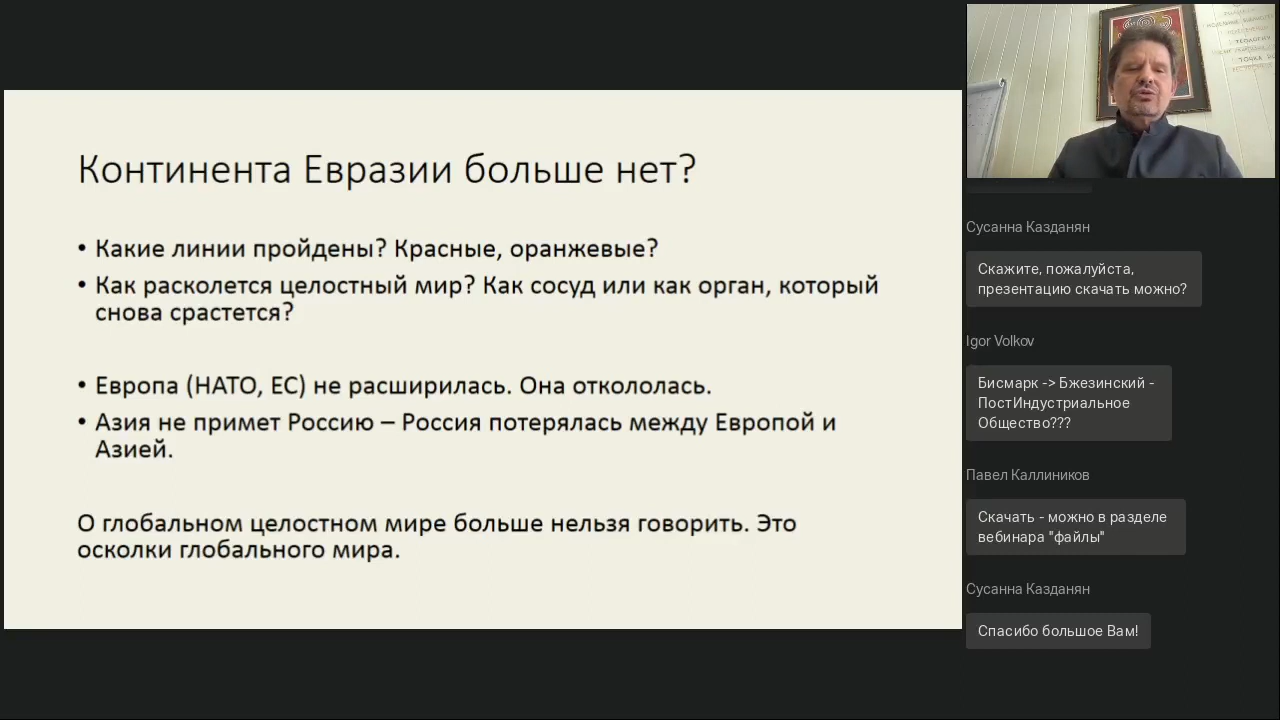 Континента Евразии больше нет?
• Какие линии пройдены? Красные, оранжевые?
• Как расколется целостный мир? Как сосуд или как орган, который
снова срастется?
• Европа (НАТО, ЕС) не расширилась. Она откололась.
• Азия не примет Россию – Россия потерялась между Европой и
Азией.
О глобальном целостном мире больше нельзя говорить. Это
осколки глобального мира.
ТЕОЛОГИЯ
ТОЧКА
Сусанна Казданян
Скажите, пожалуйста,
презентацию скачать можно?
Igor Volkov
Бисмарк -> Бжезинский -
ПостИндустриальное
Общество???
Павел Каллиников
Скачать - можно в разделе
вебинара "файлы"
Сусанна Казданян
Спасибо большое Вам!